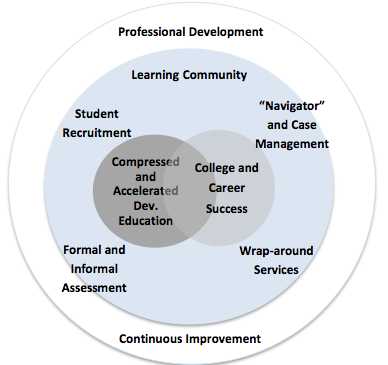 Professional Development
Learning Community
Student
Recruitment
“Navigator”
and Case
Management
Compressed
and
Accelerated
Dev.
Education
College and
Career
Success
Formal and
Informal
Assessment
Wrap-around
Services
Continuous Improvement